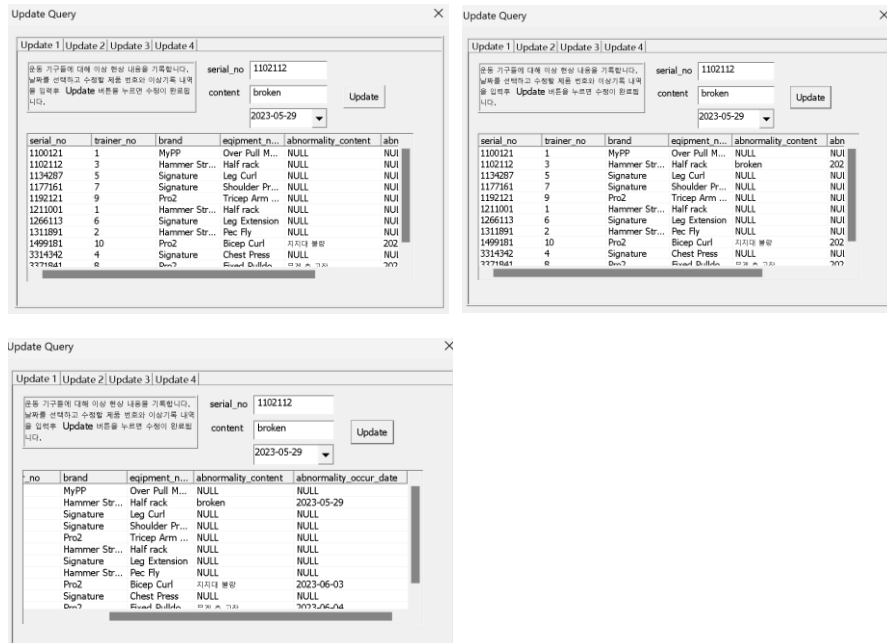 Update Query
Update 1 Update 2 Update 3 Update 4
운동 기구들에 대해 이상 현상 내용을 기록합니다.
날짜를 선택하고 수정할 제품 번호와 이상기록 내역
을 입력후 Update 버튼을 누르면 수정이 완료됩
니다.
serial_no 1102112
content broken
Update
2023-05-29
serial_no trainer_no brand eqipment_n... abnormality_content abn
1100121 1 MyPP Over Pull M... NULL NUI
1102112 3 Hammer Str... Half rack NULL NUI
1134287 5 Signature Leg Curl NULL NUI
1177161 7 Signature Shoulder Pr... NULL NUI
1192121 9 Pro2 Tricep Arm ... NULL NUI
1211001 1 Hammer Str... Half rack NULL NUI
1266113 6 Signature Leg Extension NULL NUI
1311891 2 Hammer Str... Pec Fly NULL NUI
1499181 10 Pro2 Bicep Curl 지지대 불량 202
3314342 4 Signature Chest Press NULL NUI
3371941 8 Pro2 Fixed Pulldo 202
Update Query
Update 1 Update 2 Update 3 Update 4
운동 기구들에 대해 이상 현상 내용을 기록합니다.
날짜를 선택하고 수정할 제품 번호와 이상기록 내역
을 입력후 Update 버튼을 누르면 수정이 완료됩
니다.
serial_no 1102112
content broken
Update
2023-05-29
serial_no trainer_no brand eqipment_n... abnormality_content abn
1100121 1 MyPP Over Pull M... NULL NUI
1102112 3 Hammer Str... Half rack broken 202
1134287 5 Signature Leg Curl NULL NUI
1177161 7 Signature Shoulder Pr... NULL NUI
1192121 9 Pro2 Tricep Arm ... NULL NUI
1211001 1 Hammer Str... Half rack NULL NUI
1266113 6 Signature Leg Extension NULL NUI
1311891 2 Hammer Str... Pec Fly NULL NUI
1499181 10 Pro2 Bicep Curl 지지대 불량 202
3314342 4 Signature Chest Press NULL NUI
3371941 8 Pro2 Fixed Pulldo 202
Update Query
Update 1 Update 2 Update 3 Update 4
운동 기구들에 대해 이상 현상 내용을 기록합니다.
날짜를 선택하고 수정할 제품 번호와 이상기록 내역
을 입력후 Update 버튼을 누르면 수정이 완료됩
니다.
serial_no 1102112
content broken
Update
2023-05-29
_no brand eqipment_n... abnormality_content abnormality_occur_date
MyPP Over Pull M... NULL NULL
Hammer Str... Half rack broken 2023-05-29
Signature Leg Curl NULL NULL
Signature Shoulder Pr... NULL NULL
Pro2 Tricep Arm ... NULL NULL
Hammer Str... Half rack NULL NULL
Signature Leg Extension NULL NULL
Hammer Str... Pec Fly NULL NULL
Pro2 Bicep Curl 지지대 불량 2023-06-03
Signature Chest Press NULL NULL
Pro2 Fixed Pulldo 2023-06-04